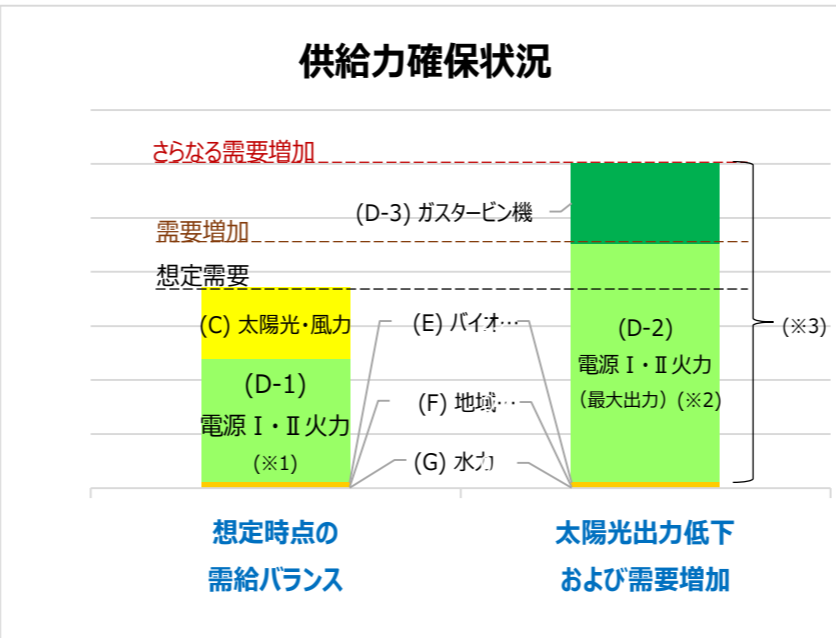 供給力確保状況
さらなる需要増加
(D-3) ガスタービン機
需要増加
想定需要
(C) 太陽光・風力
(E) バイオ…
(※3)
(D-1)
(D-2)
電源Ⅰ・Ⅱ火力
電源Ⅰ・Ⅱ火力
(※1)
(最大出力) (※2)
(F) 地域…
(G) 水力
想定時点の
需給バランス
太陽光出力低下
および需要増加